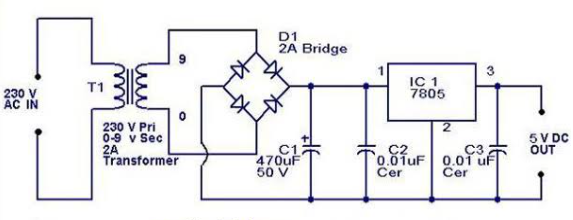 D1
2A Bridge
9
IC 1
7805
1
3
230 V
AC IN
T1
2
0
230 V Pri
0-9 v Sec
2A
Transformer
+
C1
470uF
50 V
C2
0.01uF
Cer
C3
0.01 uF
Cer
5 V DC
OUT